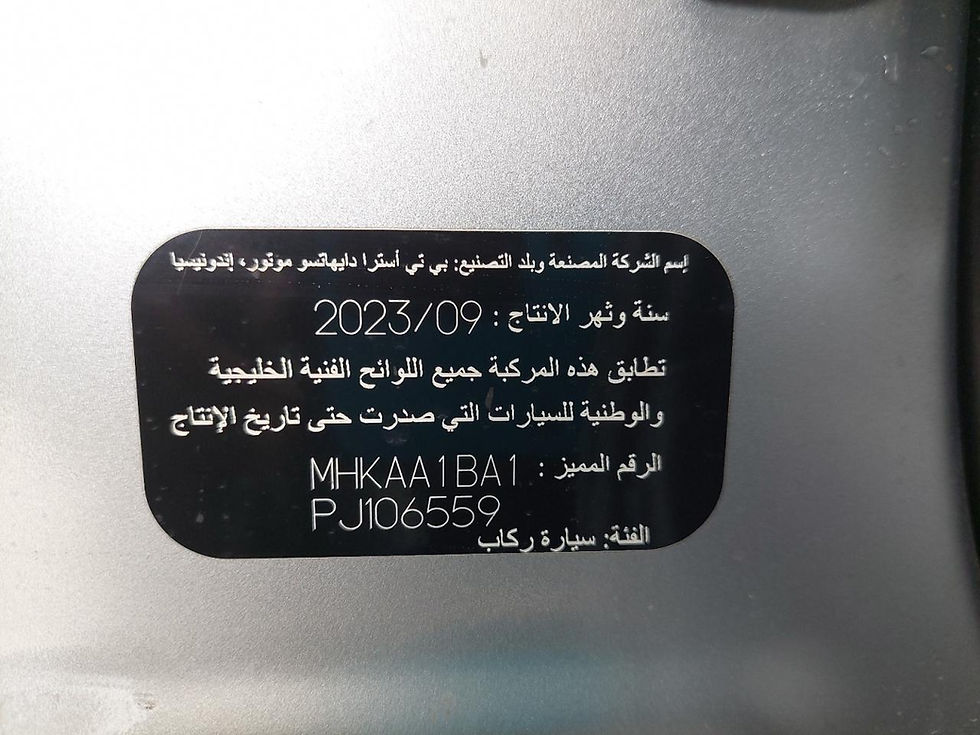 إسم الشركة المصنعة وبلد التصنيع: بي تي أسترا دايهاتسو موتور، إندونيسيا
سنة وثهر الانتاج : 2023/09
تطابق هذه المركبة جميع اللوائح الفنية الخليجية
والوطنية للسيارات التي صدرت حتى تاريخ الإنتاج
الرقم المميز : MHKAA1BA1
PJ106559
الفئة: سيارة ركاب